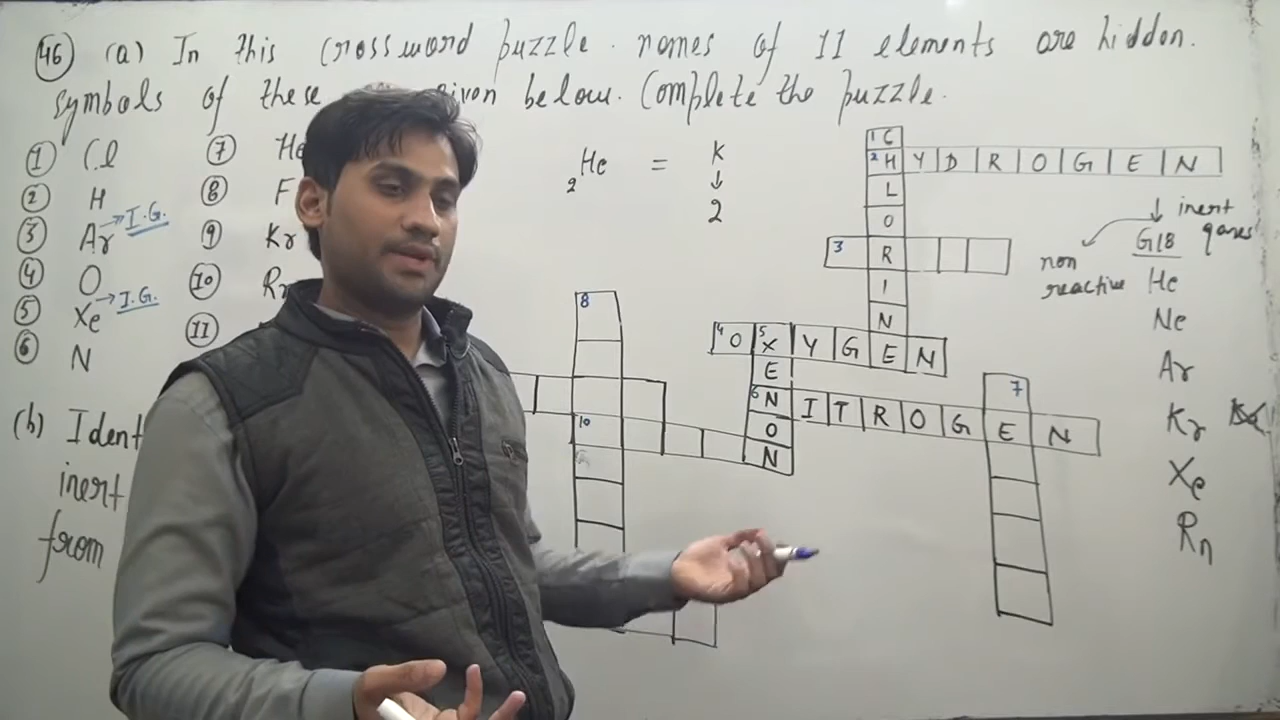 46 (a) In this Crossword puzzle. names of 11 elements are hidden.
symbols of these given below. Complete the puzzle.
1 Cl
2 H
3 Ar → I.G.
4 O
5 Xe → I.G.
6 N
7 He
8 F
9 Kr
10 Rn
11
(b) Ident
inert
from
2He = K
↓
2
1 C
2 H Y D R O G E N
L
O
3 R
I
N
4 O 5 X Y G E N
E
6 N I T R O G E N
O
N
7
8
10
↓ inert gases
G18
non reactive
He
Ne
Ar
Kr
Xe
Rn